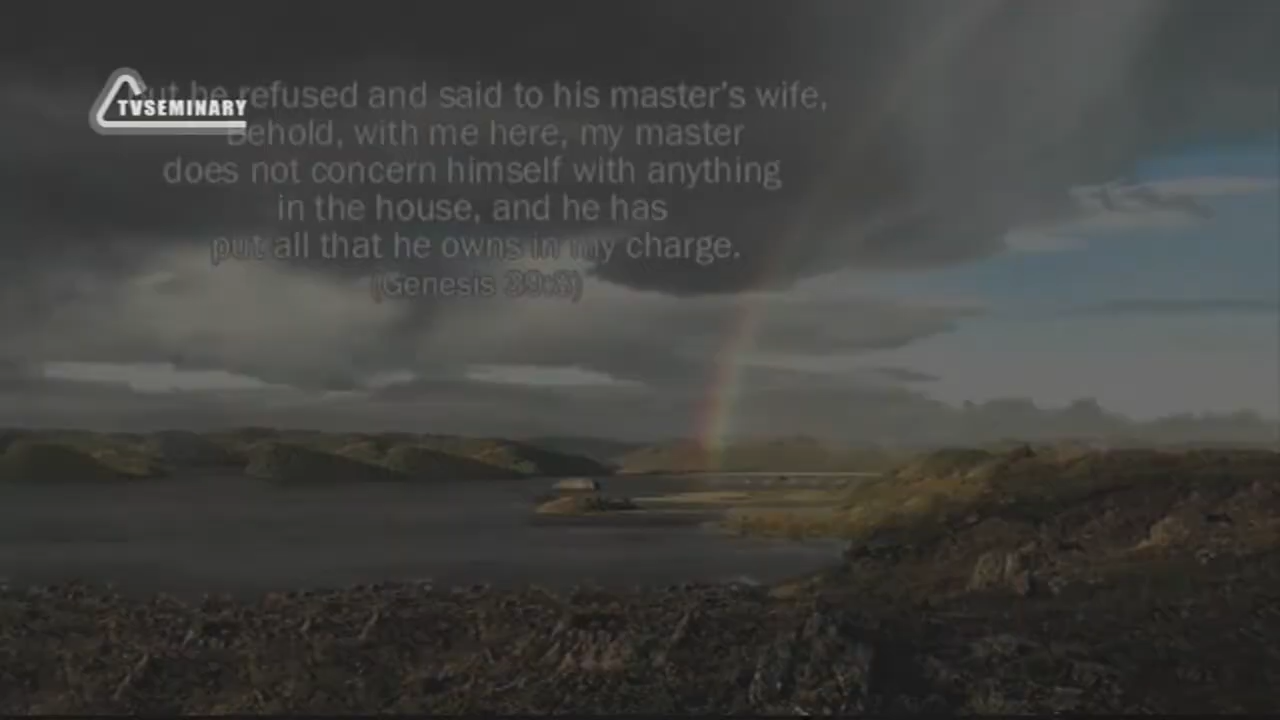 TVSEMINARY
But he refused and said to his master's wife,
Behold, with me here, my master
does not concern himself with anything
in the house, and he has
put all that he owns in my charge.
(Genesis 39:8)